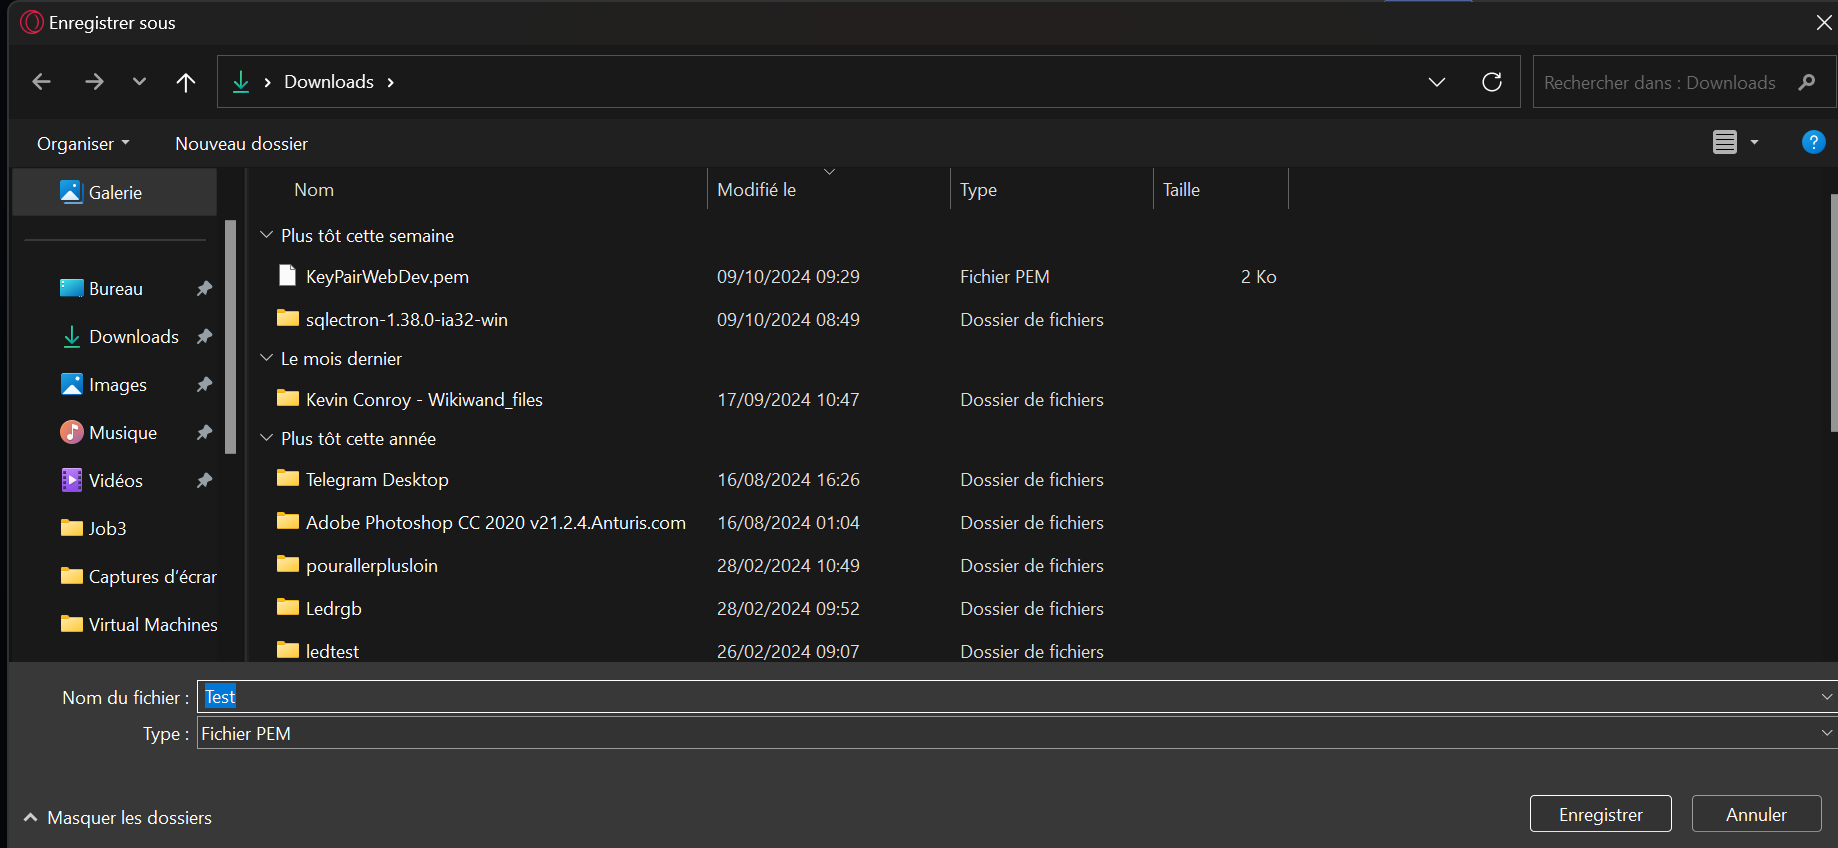 Enregistrer sous
Downloads
Rechercher dans : Downloads
Organiser Nouveau dossier
Galerie
Bureau
Downloads
Images
Musique
Vidéos
Job3
Captures d'écrar
Virtual Machines
Nom Modifié le Type Taille
Plus tôt cette semaine
KeyPairWebDev.pem 09/10/2024 09:29 Fichier PEM 2 Ko
sqlectron-1.38.0-ia32-win 09/10/2024 08:49 Dossier de fichiers
Le mois dernier
Kevin Conroy - Wikiwand_files 17/09/2024 10:47 Dossier de fichiers
Plus tôt cette année
Telegram Desktop 16/08/2024 16:26 Dossier de fichiers
Adobe Photoshop CC 2020 v21.2.4.Anturis.com 16/08/2024 01:04 Dossier de fichiers
pourallerplusloin 28/02/2024 10:49 Dossier de fichiers
Ledrgb 28/02/2024 09:52 Dossier de fichiers
ledtest 26/02/2024 09:07 Dossier de fichiers
Nom du fichier : Test
Type : Fichier PEM
Masquer les dossiers
Enregistrer Annuler